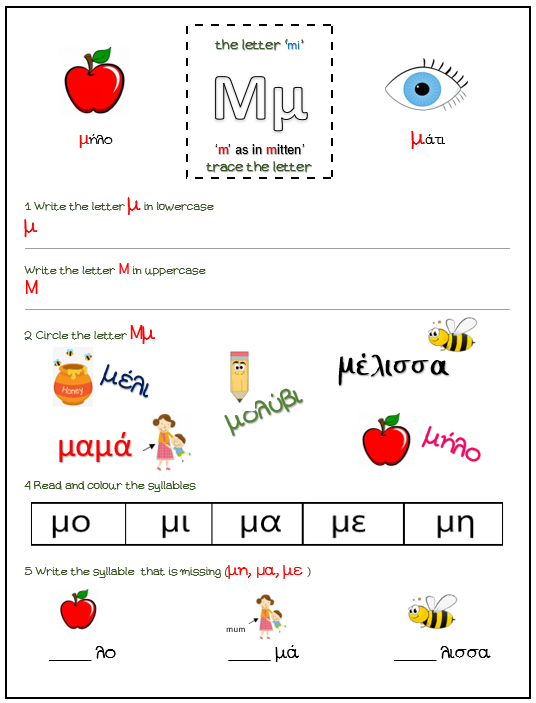 the letter ‘mi’
Μμ
μήλο
μάτι
‘m’ as in mitten’
trace the letter
1 Write the letter μ in lowercase
μ
Write the letter M in uppercase
M
2 Circle the letter Μμ
Honey
μέλι
μολύβι
μέλισσα
μαμά
μήλο
4 Read and colour the syllables
μο μι μα με μη
5 Write the syllable that is missing (μη, μα, με )
mum
_____ λο _____ μά _____ λισσα